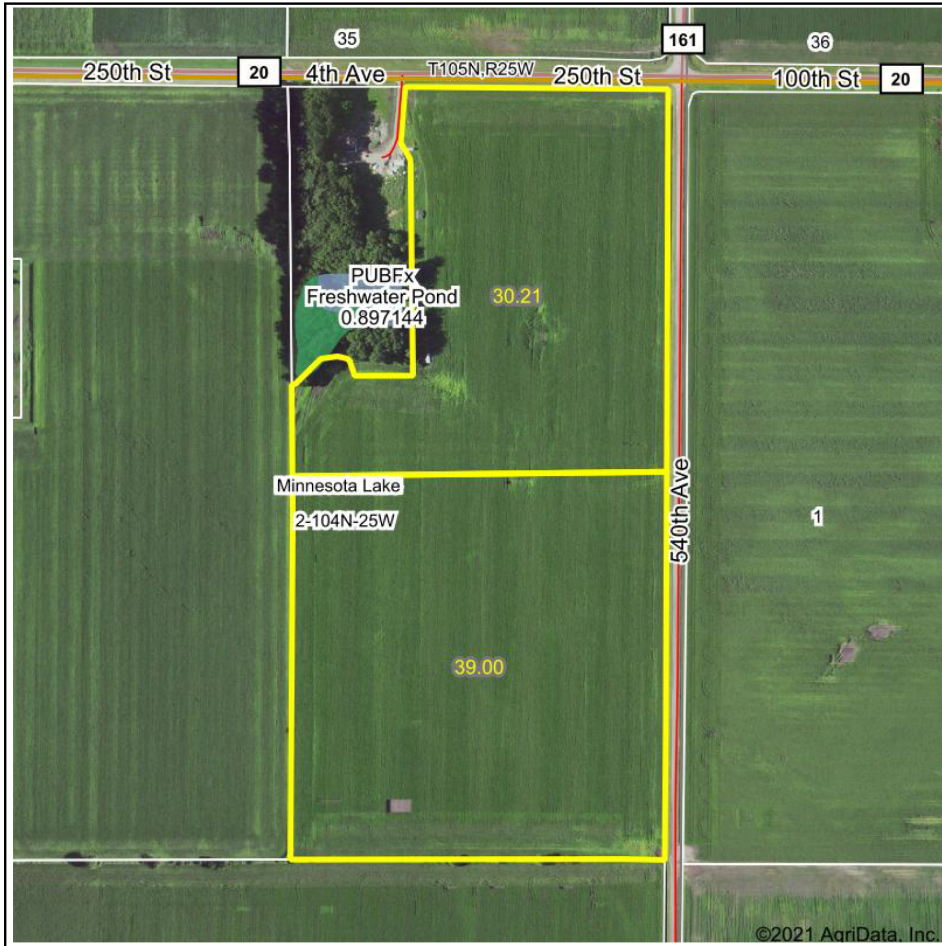 35
161
36
250th St
20
4th Ave
T105N,R25W
250th St
100th St
20
PUBFx
Freshwater Pond
0.897144
30.21
Minnesota Lake
2-104N-25W
540th Ave
1
39.00
©2021 AgriData, Inc.